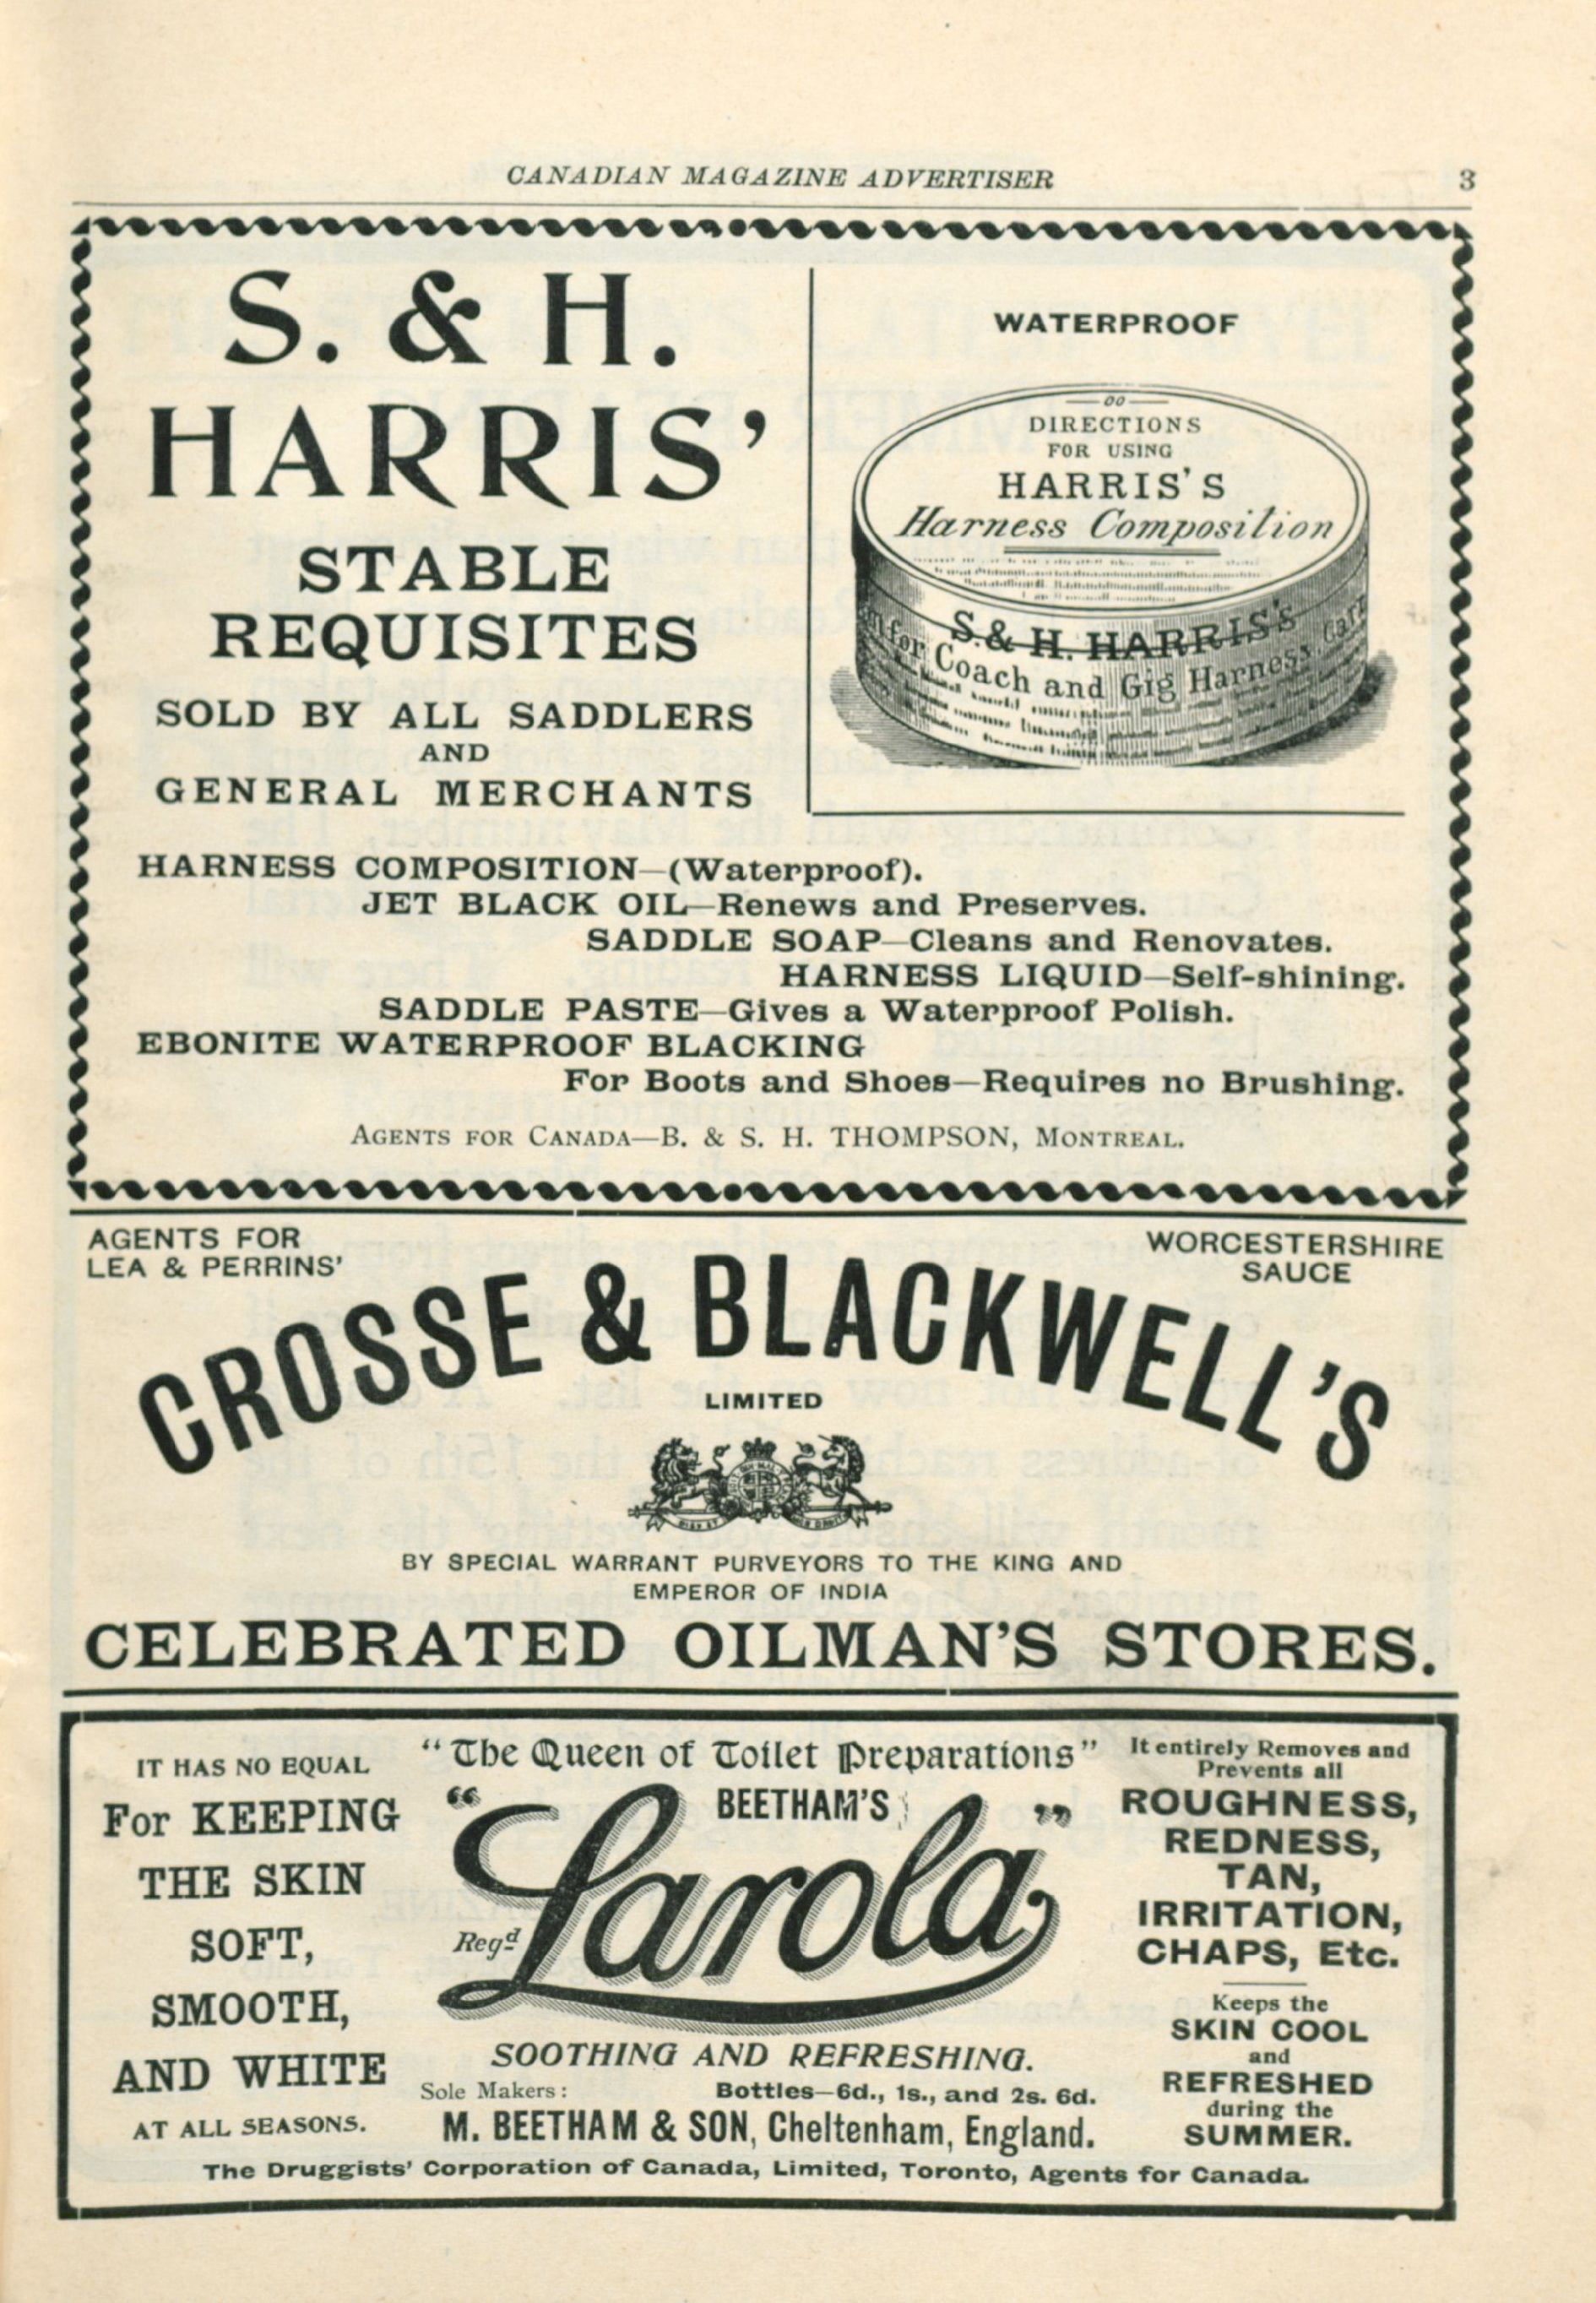 CANADIAN MAGAZINE ADVERTISER 3
S. & H.
HARRIS'
STABLE
REQUISITES
SOLD BY ALL SADDLERS
AND
GENERAL MERCHANTS
WATERPROOF
DIRECTIONS
FOR USING
HARRIS'S
Harness Composition
S. & H. HARRIS'S
for Coach and Gig Harness.
HARNESS COMPOSITION—(Waterproof).
JET BLACK OIL—Renews and Preserves.
SADDLE SOAP—Cleans and Renovates.
HARNESS LIQUID—Self-shining.
SADDLE PASTE—Gives a Waterproof Polish.
EBONITE WATERPROOF BLACKING
For Boots and Shoes—Requires no Brushing.
AGENTS FOR CANADA—B. & S. H. THOMPSON, MONTREAL.
AGENTS FOR
LEA & PERRINS'
WORCESTERSHIRE
SAUCE
CROSSE & BLACKWELL'S
LIMITED
BY SPECIAL WARRANT PURVEYORS TO THE KING AND
EMPEROR OF INDIA
CELEBRATED OILMAN'S STORES.
IT HAS NO EQUAL
For KEEPING
THE SKIN
SOFT,
SMOOTH,
AND WHITE
AT ALL SEASONS.
"The Queen of Toilet Preparations"
BEETHAM'S
"Larola"
Regd
SOOTHING AND REFRESHING.
Sole Makers: Bottles—6d., 1s., and 2s. 6d.
M. BEETHAM & SON, Cheltenham, England.
It entirely Removes and
Prevents all
ROUGHNESS,
REDNESS,
TAN,
IRRITATION,
CHAPS, Etc.
Keeps the
SKIN COOL
and
REFRESHED
during the
SUMMER.
The Druggists' Corporation of Canada, Limited, Toronto, Agents for Canada.